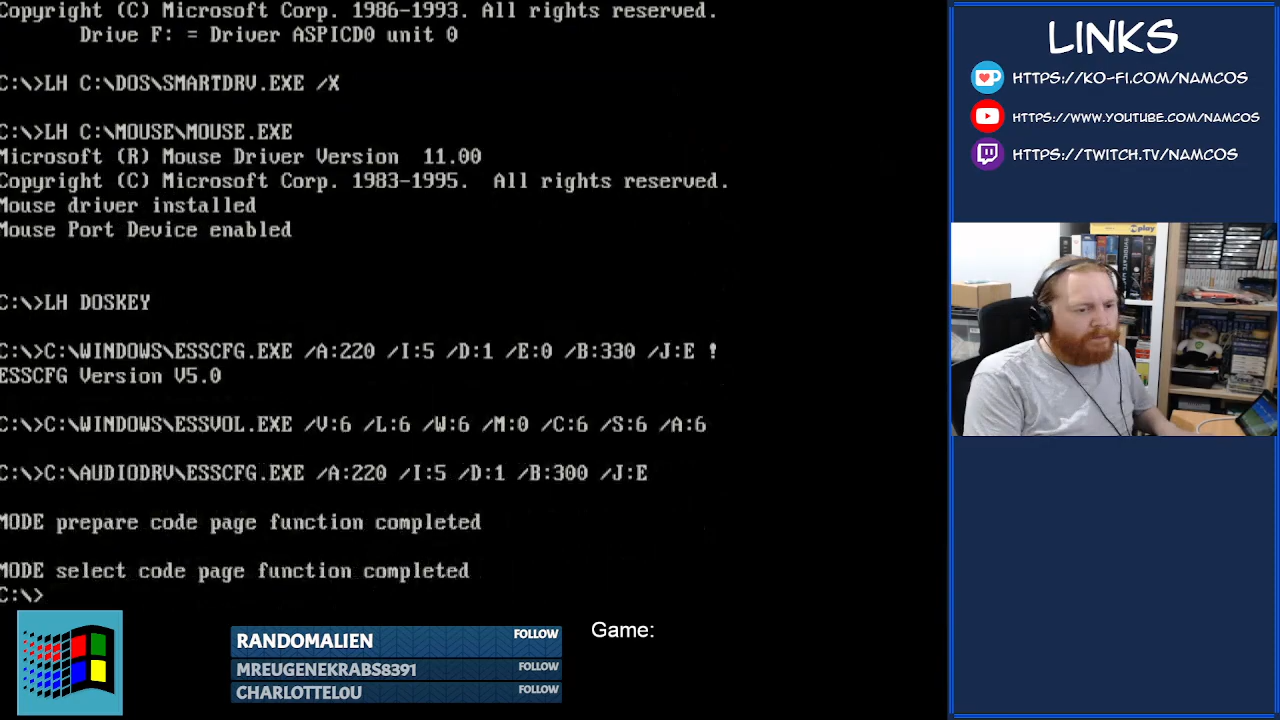 Copyright (C) Microsoft Corp. 1986-1993. All rights reserved.
Drive F: = Driver ASPICD0 unit 0
C:\>LH C:\DOS\SMARTDRV.EXE /X
C:\>LH C:\MOUSE\MOUSE.EXE
Microsoft (R) Mouse Driver Version 11.00
Copyright (C) Microsoft Corp. 1983-1995. All rights reserved.
Mouse driver installed
Mouse Port Device enabled
C:\>LH DOSKEY
C:\>C:\WINDOWS\ESSCFG.EXE /A:220 /I:5 /D:1 /E:0 /B:330 /J:E !
ESSCFG Version V5.0
C:\>C:\WINDOWS\ESSVOL.EXE /V:6 /L:6 /W:6 /M:0 /C:6 /S:6 /A:6
C:\>C:\AUDIODRV\ESSCFG.EXE /A:220 /I:5 /D:1 /B:300 /J:E
MODE prepare code page function completed
MODE select code page function completed
C:\>
LINKS
HTTPS://KO-FI.COM/NAMCOS
HTTPS://WWW.YOUTUBE.COM/NAMCOS
HTTPS://TWITCH.TV/NAMCOS
play
RANDOMALIEN FOLLOW
MREUGENEKRABS8391 FOLLOW
CHARLOTTELOU FOLLOW
Game: